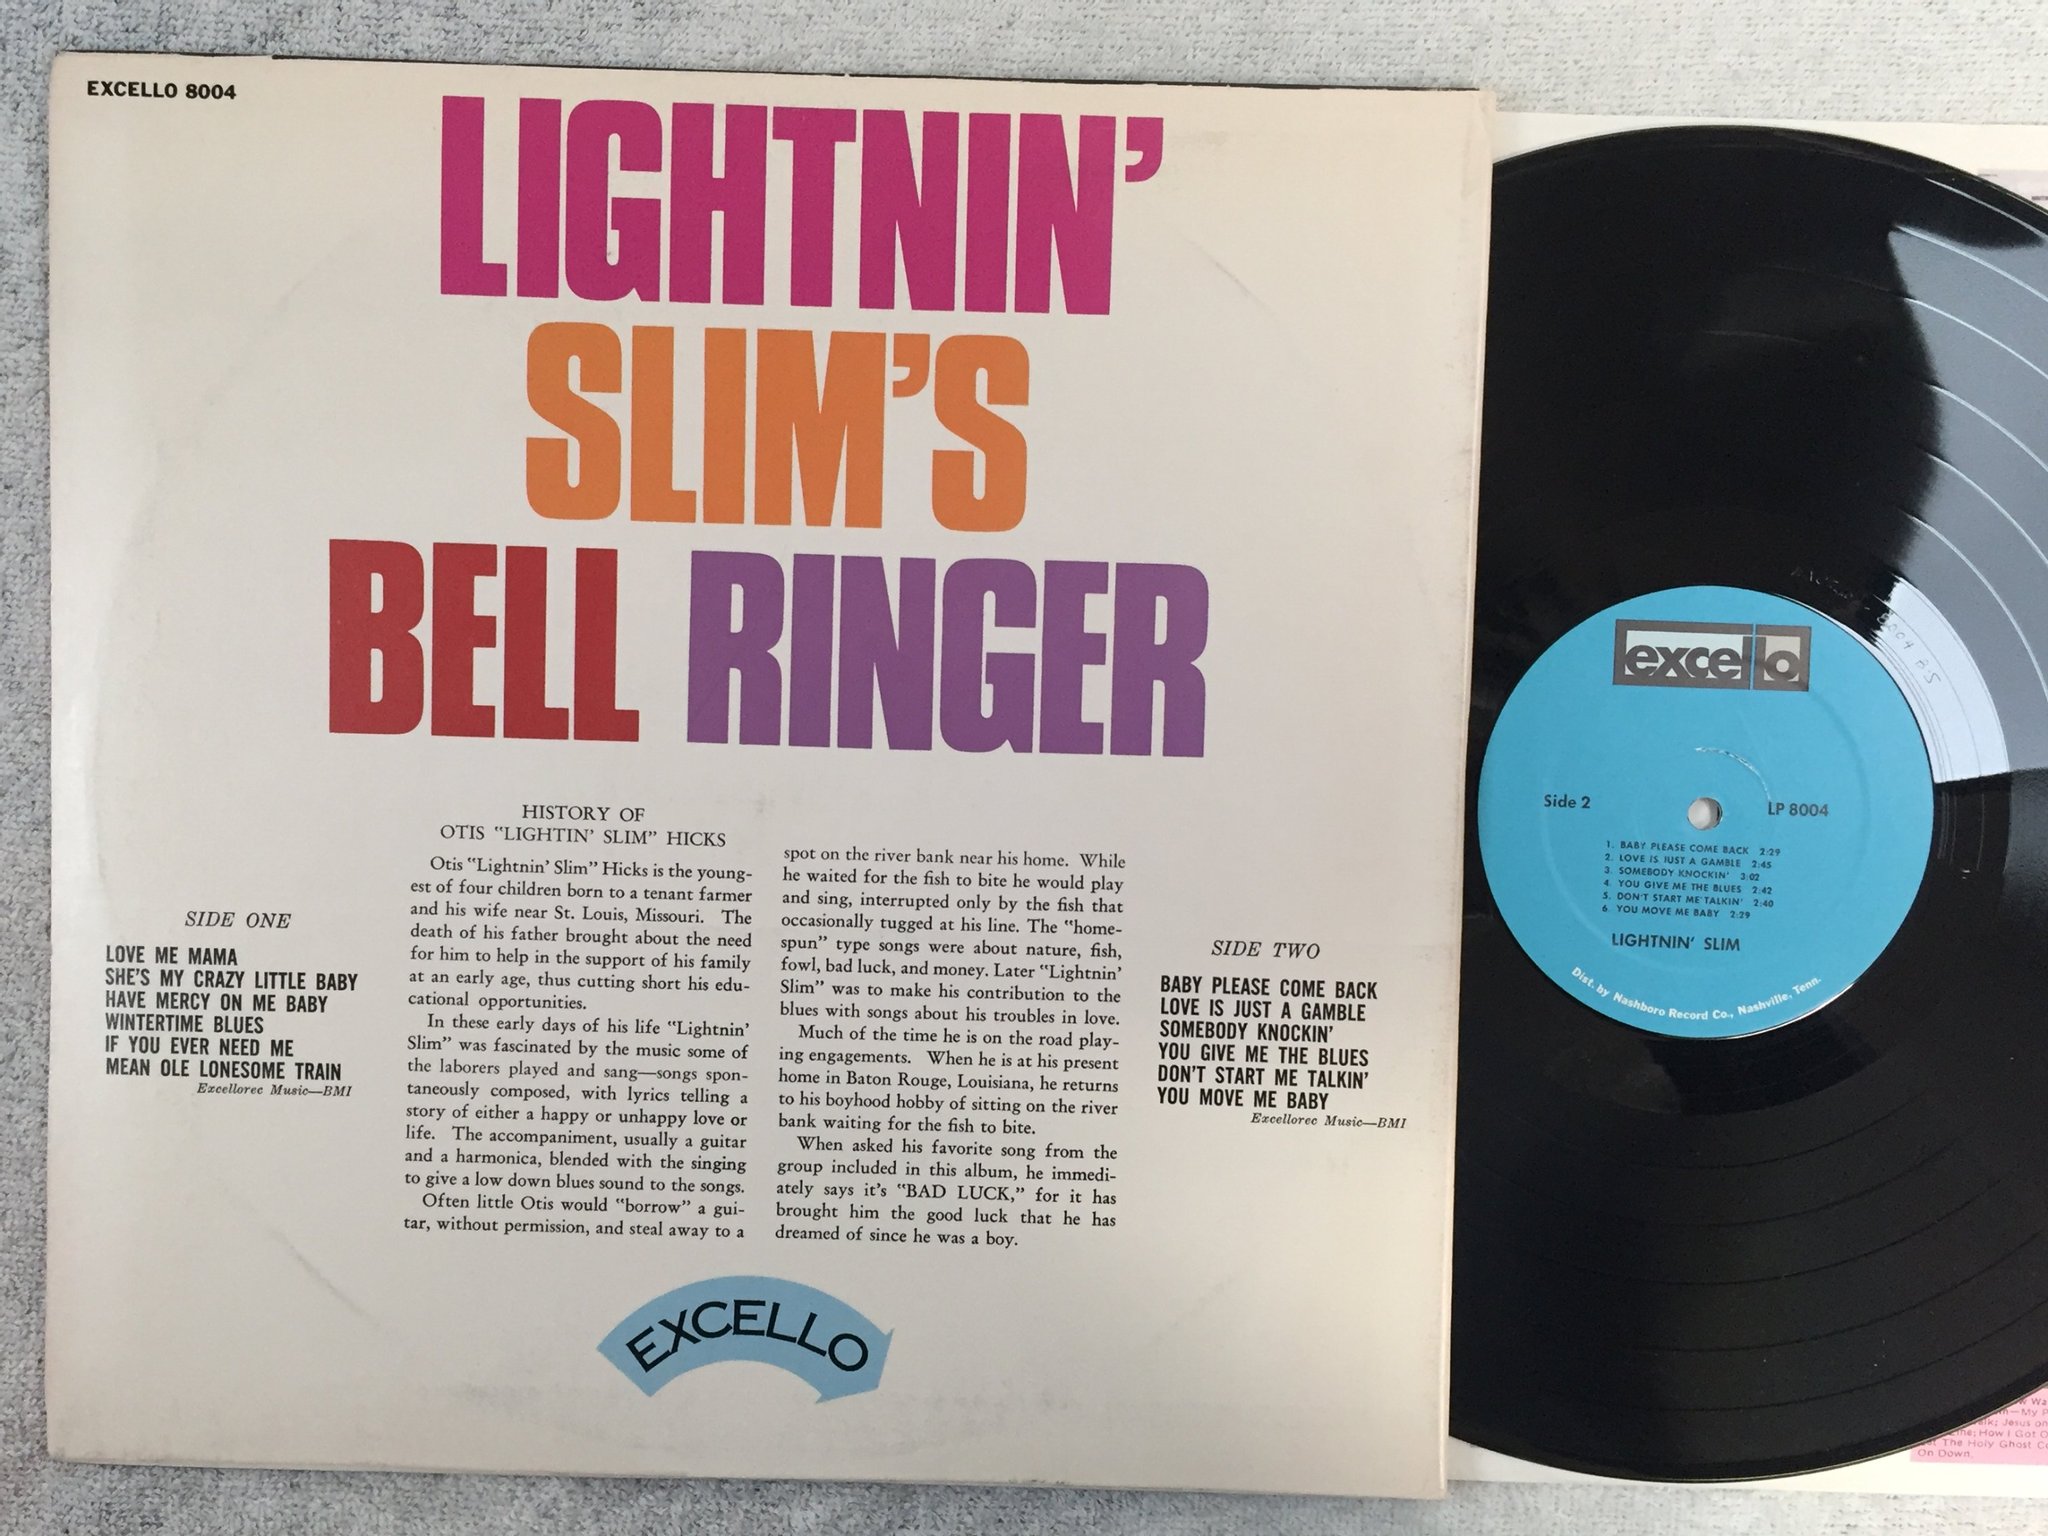 EXCELLO 8004
LIGHTNIN'
SLIM'S
BELL RINGER
HISTORY OF
OTIS "LIGHTIN' SLIM" HICKS
Otis "Lightnin' Slim" Hicks is the young-
est of four children born to a tenant farmer
and his wife near St. Louis, Missouri. The
death of his father brought about the need
for him to help in the support of his family
at an early age, thus cutting short his edu-
cational opportunities.
In these early days of his life "Lightnin'
Slim" was fascinated by the music some of
the laborers played and sang—songs spon-
taneously composed, with lyrics telling a
story of either a happy or unhappy love or
life. The accompaniment, usually a guitar
and a harmonica, blended with the singing
to give a low down blues sound to the songs.
Often little Otis would "borrow" a gui-
tar, without permission, and steal away to a
spot on the river bank near his home. While
he waited for the fish to bite he would play
and sing, interrupted only by the fish that
occasionally tugged at his line. The "home-
spun" type songs were about nature, fish,
fowl, bad luck, and money. Later "Lightnin'
Slim" was to make his contribution to the
blues with songs about his troubles in love.
Much of the time he is on the road play-
ing engagements. When he is at his present
home in Baton Rouge, Louisiana, he returns
to his boyhood hobby of sitting on the river
bank waiting for the fish to bite.
When asked his favorite song from the
group included in this album, he immedi-
ately says it's "BAD LUCK," for it has
brought him the good luck that he has
dreamed of since he was a boy.
SIDE ONE
LOVE ME MAMA
SHE'S MY CRAZY LITTLE BABY
HAVE MERCY ON ME BABY
WINTERTIME BLUES
IF YOU EVER NEED ME
MEAN OLE LONESOME TRAIN
Excellorec Music—BMI
SIDE TWO
BABY PLEASE COME BACK
LOVE IS JUST A GAMBLE
SOMEBODY KNOCKIN'
YOU GIVE ME THE BLUES
DON'T START ME TALKIN'
YOU MOVE ME BABY
Excellorec Music—BMI
EXCELLO
excello
Side 2
LP 8004
1. BABY PLEASE COME BACK 2:29
2. LOVE IS JUST A GAMBLE 2:45
3. SOMEBODY KNOCKIN' 3:02
4. YOU GIVE ME THE BLUES 2:42
5. DON'T START ME TALKIN' 2:40
6. YOU MOVE ME BABY 2:29
LIGHTNIN' SLIM
Dist. by Nashboro Record Co., Nashville, Tenn.
8004 BS
Jesus on
How I Got O
The Holy Ghost Co
On Down.